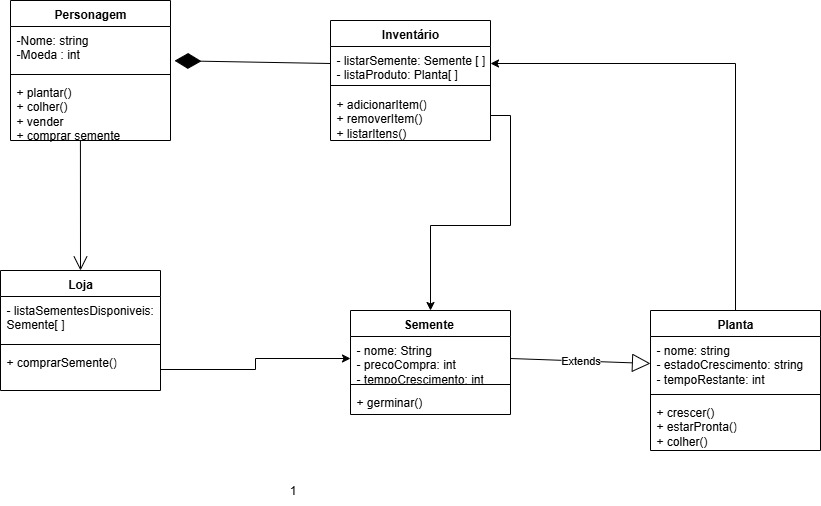 Personagem
-Nome: string
-Moeda : int
+ plantar()
+ colher()
+ vender
+ comprar semente
Inventário
- listarSemente: Semente [ ]
- listaProduto: Planta[ ]
+ adicionarItem()
+ removerItem()
+ listarItens()
Loja
- listaSementesDisponiveis:
Semente[ ]
+ comprarSemente()
Semente
- nome: String
- precoCompra: int
- tempoCrescimento: int
+ germinar()
Extends
Planta
- nome: string
- estadoCrescimento: string
- tempoRestante: int
+ crescer()
+ estarPronta()
+ colher()
1